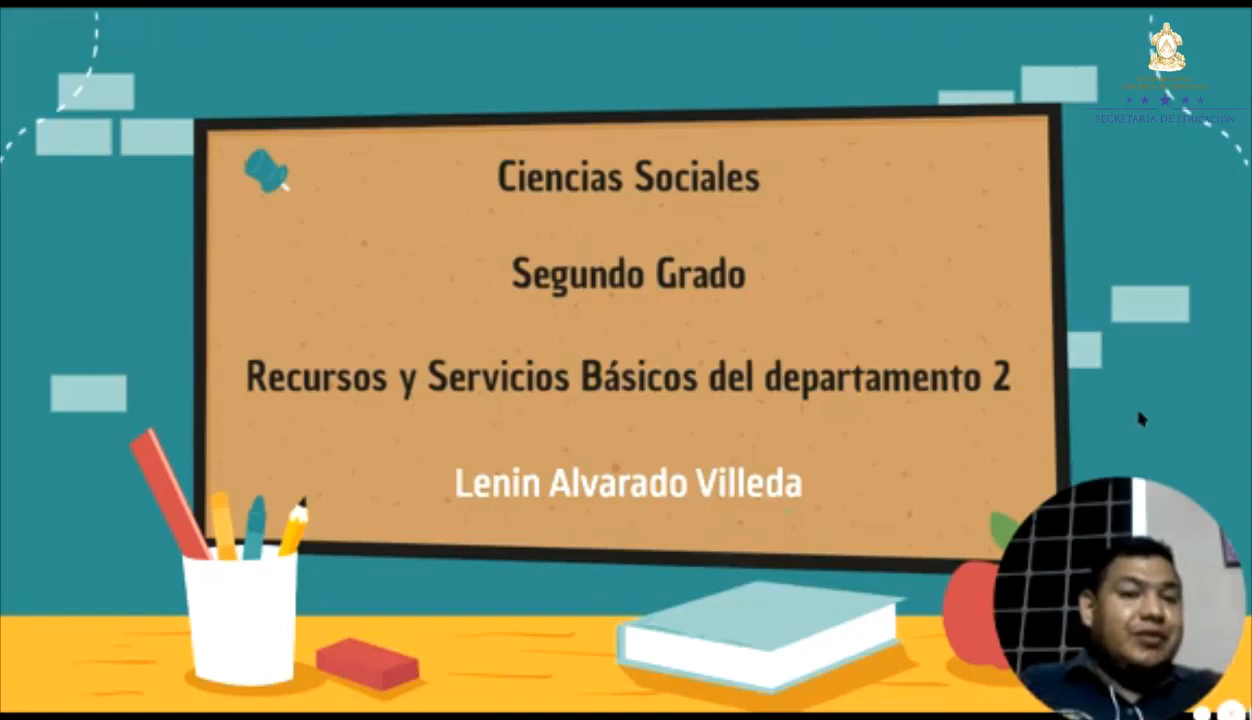 Ciencias Sociales
Segundo Grado
Recursos y Servicios Básicos del departamento 2
Lenin Alvarado Villeda
SECRETARÍA DE EDUCACIÓN